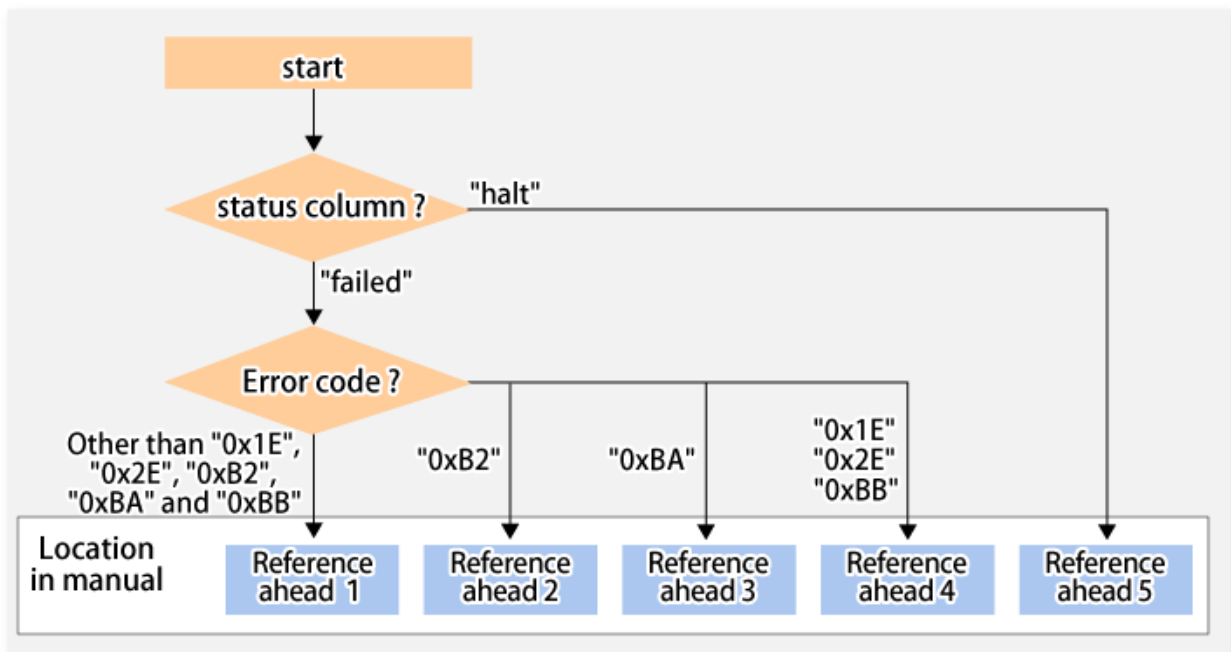 start
status column ?
"halt"
"failed"
Error code ?
Other than "0x1E",
"0x2E", "0xB2",
"0xBA" and "0xBB"
"0xB2"
"0xBA"
"0x1E"
"0x2E"
"0xBB"
Location
in manual
Reference
ahead 1
Reference
ahead 2
Reference
ahead 3
Reference
ahead 4
Reference
ahead 5